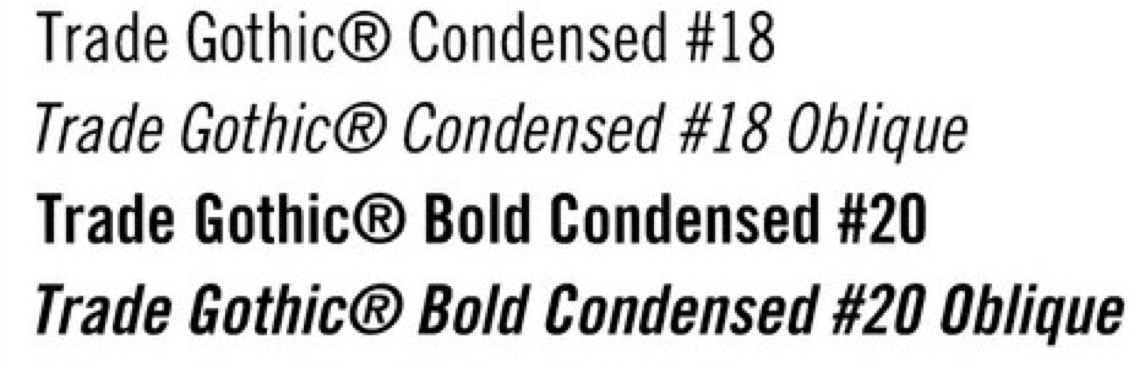 Trade Gothic® Condensed #18
Trade Gothic® Condensed #18 Oblique
Trade Gothic® Bold Condensed #20
Trade Gothic® Bold Condensed #20 Oblique